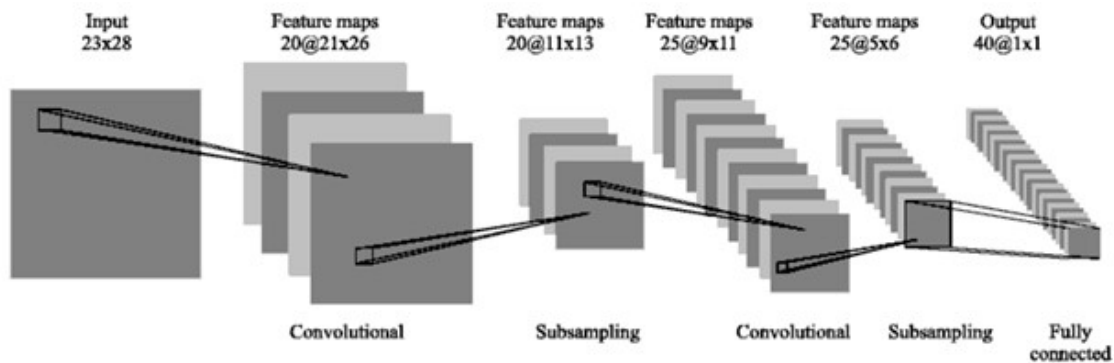 Input
23x28
Feature maps
20@21x26
Feature maps
20@11x13
Feature maps
25@9x11
Feature maps
25@5x6
Output
40@1x1
Convolutional
Subsampling
Convolutional
Subsampling
Fully
connected